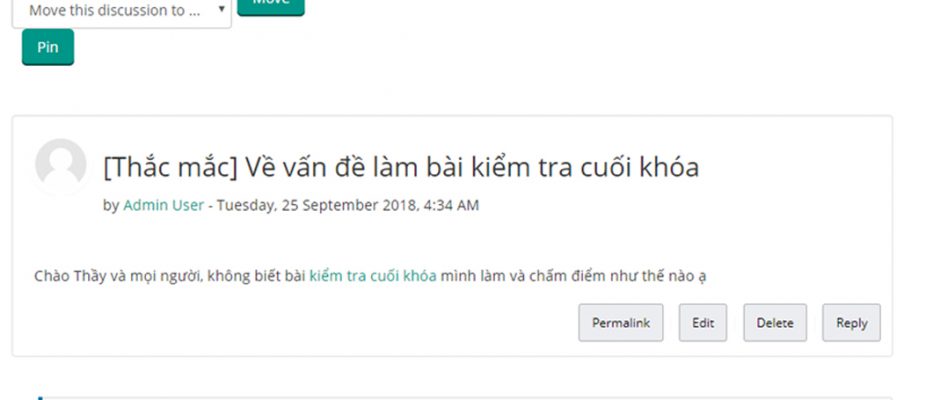 Move this discussion to ...
Move
Pin
[Thắc mắc] Về vấn đề làm bài kiểm tra cuối khóa
by Admin User - Tuesday, 25 September 2018, 4:34 AM
Chào Thầy và mọi người, không biết bài kiểm tra cuối khóa mình làm và chấm điểm như thế nào ạ
Permalink Edit Delete Reply